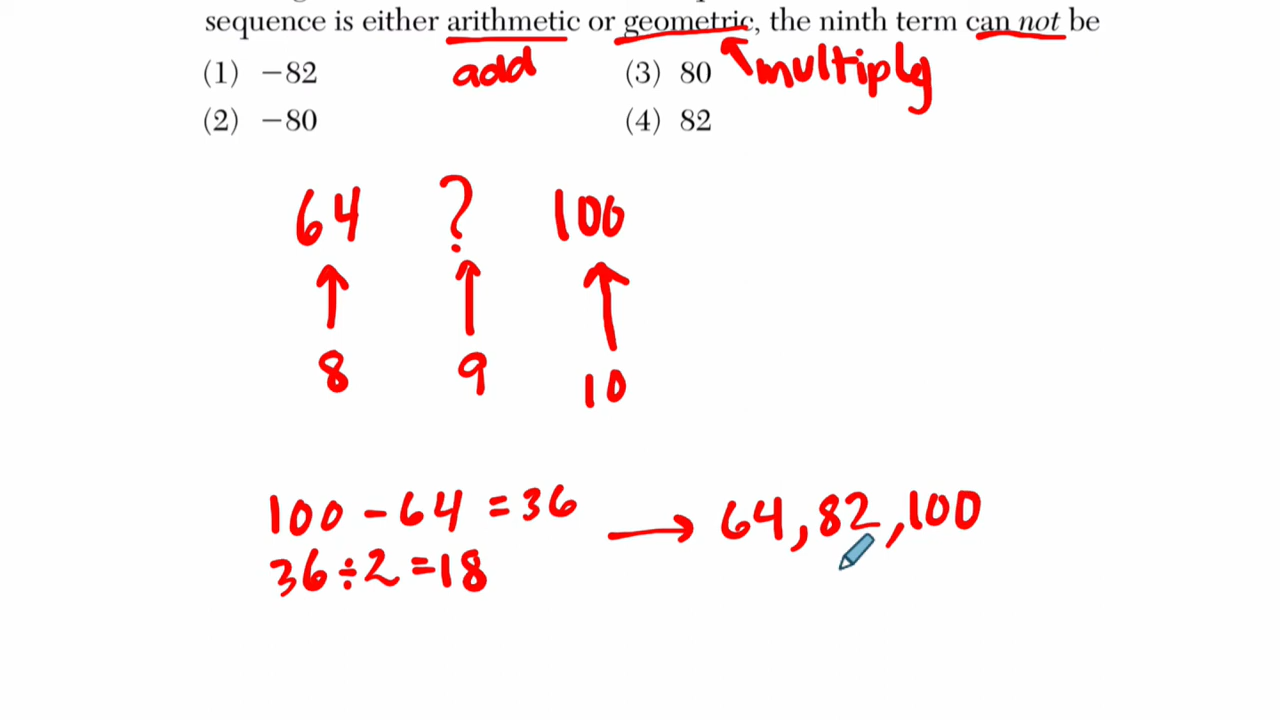 sequence is either arithmetic or geometric, the ninth term can not be
add
multiply
(1) −82 (3) 80
(2) −80 (4) 82
64 ? 100
8 9 10
100 - 64 = 36
36 ÷ 2 = 18
64, 82, 100